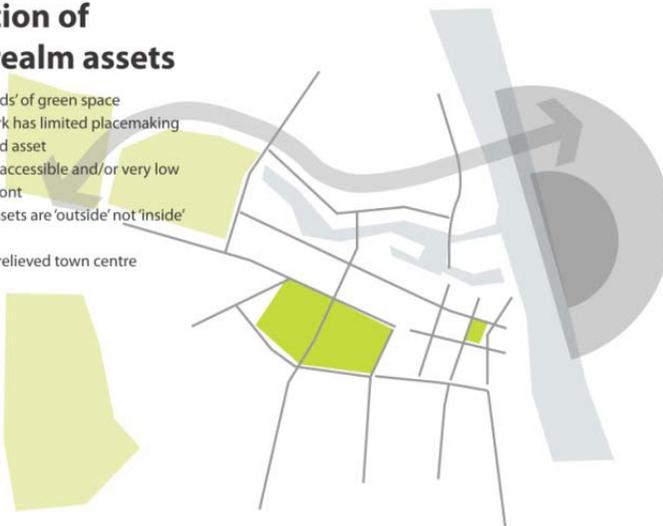 tion of
ealm assets
ds' of green space
rk has limited placemaking
d asset
accessible and/or very low
ont
sets are 'outside' not 'inside'
elieved town centre